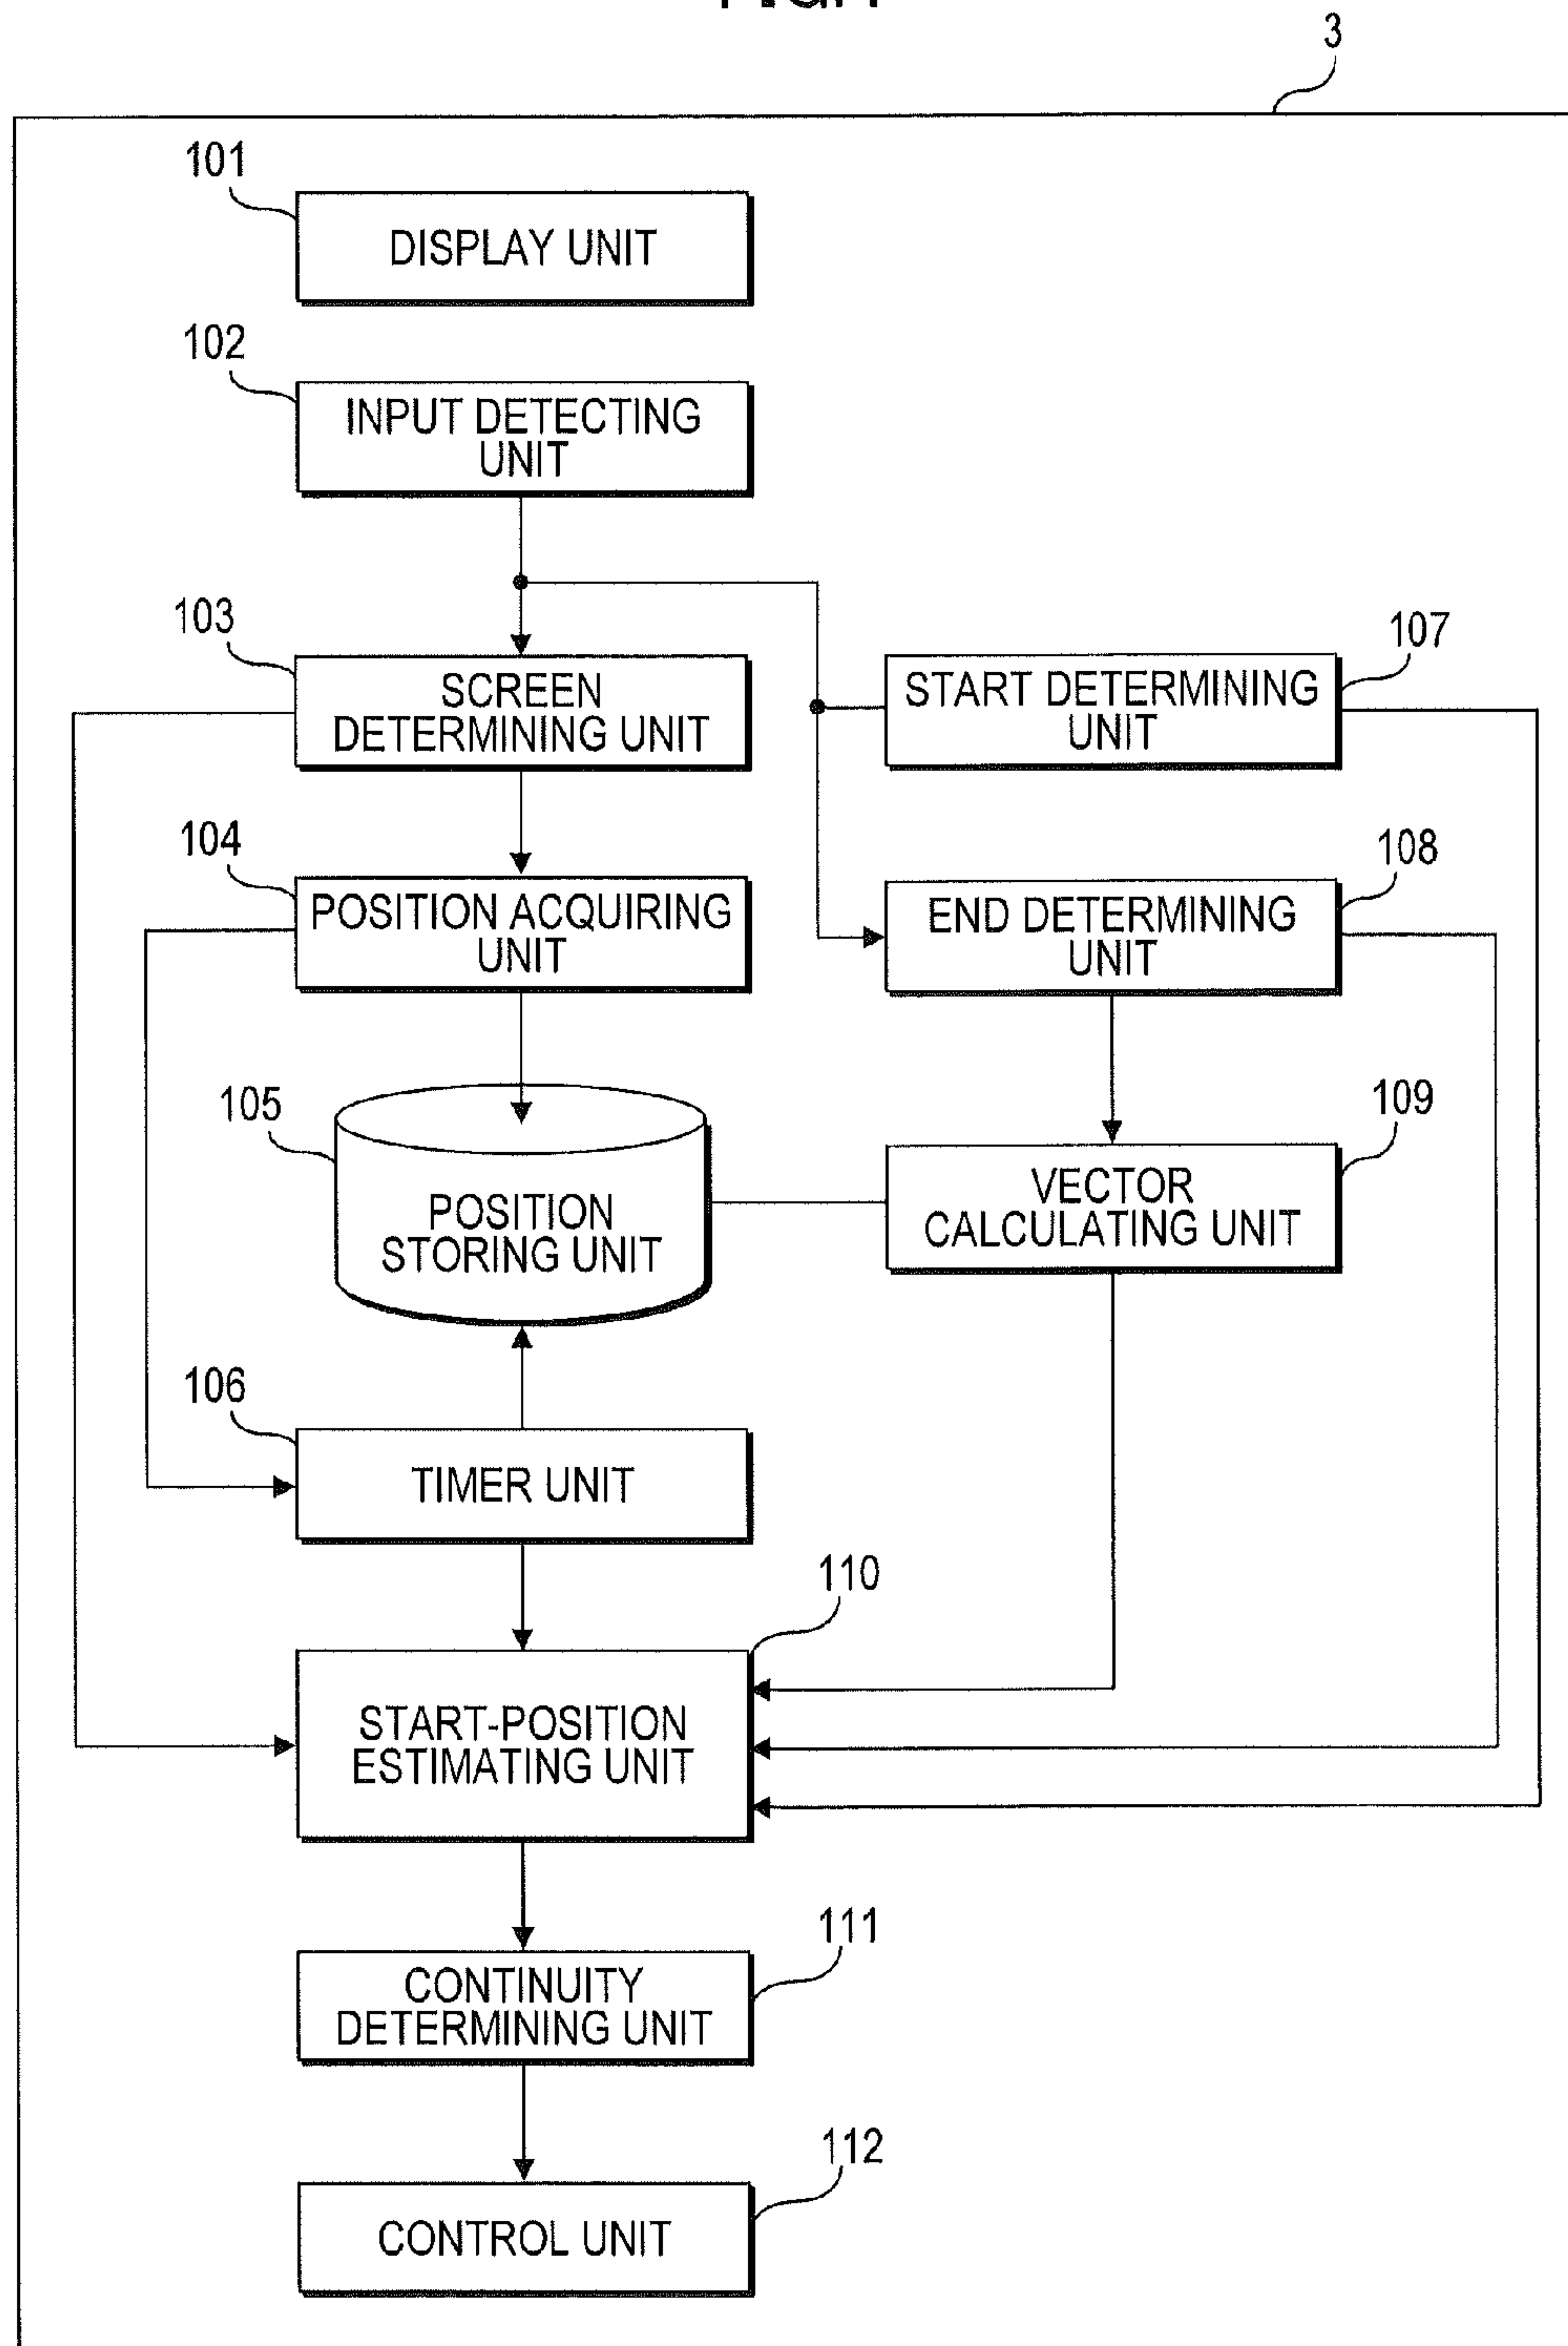 3
101
DISPLAY UNIT
102
INPUT DETECTING
UNIT
103
SCREEN
DETERMINING UNIT
107
START DETERMINING
UNIT
104
POSITION ACQUIRING
UNIT
108
END DETERMINING
UNIT
105
POSITION
STORING UNIT
109
VECTOR
CALCULATING UNIT
106
TIMER UNIT
110
START-POSITION
ESTIMATING UNIT
111
CONTINUITY
DETERMINING UNIT
112
CONTROL UNIT